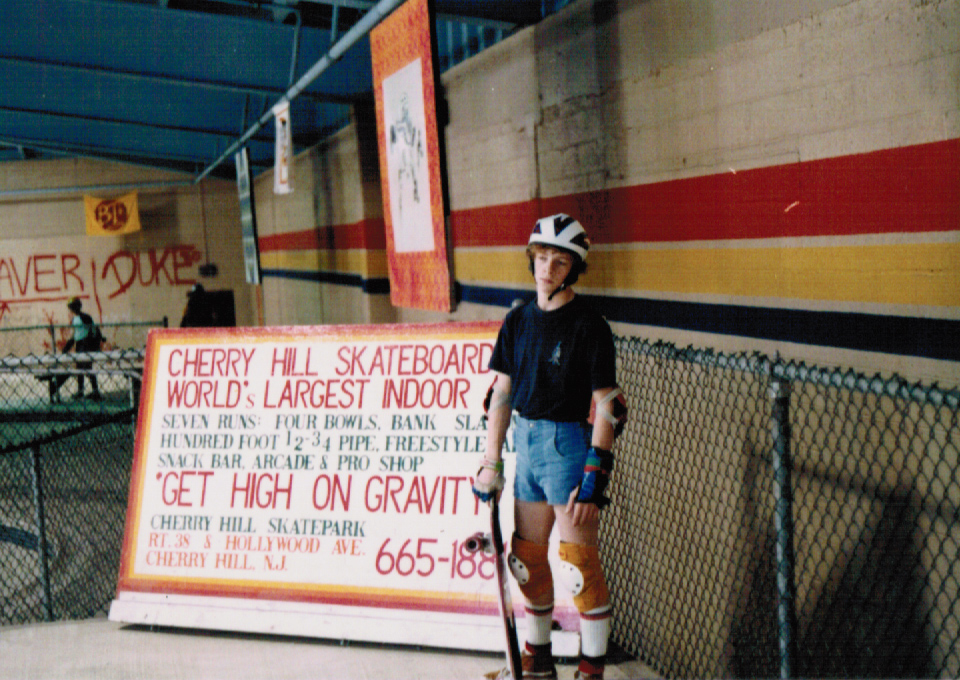 AVER DUKE
CHERRY HILL SKATEBOARD
WORLD's LARGEST INDOOR
SEVEN RUNS: FOUR BOWLS, BANK SLA
HUNDRED FOOT 1/2-3/4 PIPE, FREESTYLE
SNACK BAR, ARCADE & PRO SHOP
"GET HIGH ON GRAVITY
CHERRY HILL SKATEPARK
RT. 38 & HOLLYWOOD AVE.
CHERRY HILL, N.J.
665-188